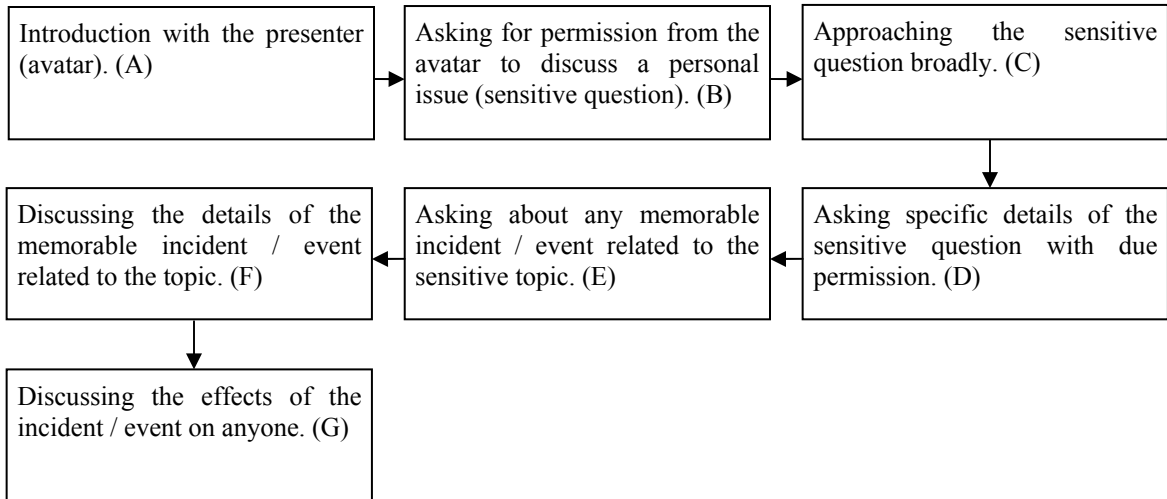 Introduction with the presenter
(avatar). (A)
Asking for permission from the
avatar to discuss a personal
issue (sensitive question). (B)
Approaching the sensitive
question broadly. (C)
Asking specific details of the
sensitive question with due
permission. (D)
Asking about any memorable
incident / event related to the
sensitive topic. (E)
Discussing the details of the
memorable incident / event
related to the topic. (F)
Discussing the effects of the
incident / event on anyone. (G)